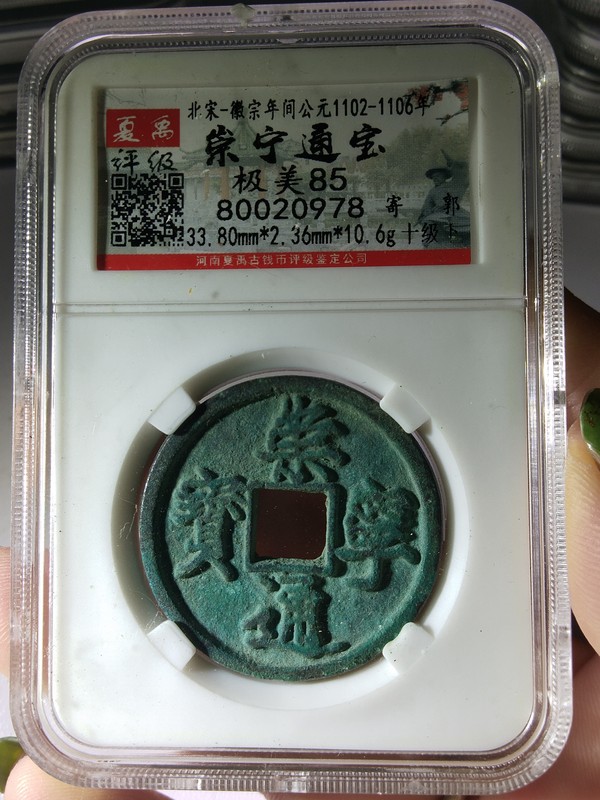 北宋-徽宗年间公元1102-1106年
夏禹
评级
崇宁通宝
极美85
80020978
寄 郭
33.80mm*2.36mm*10.6g 十级 卜
河南夏禹古钱币评级鉴定公司
崇
寧
通
寳